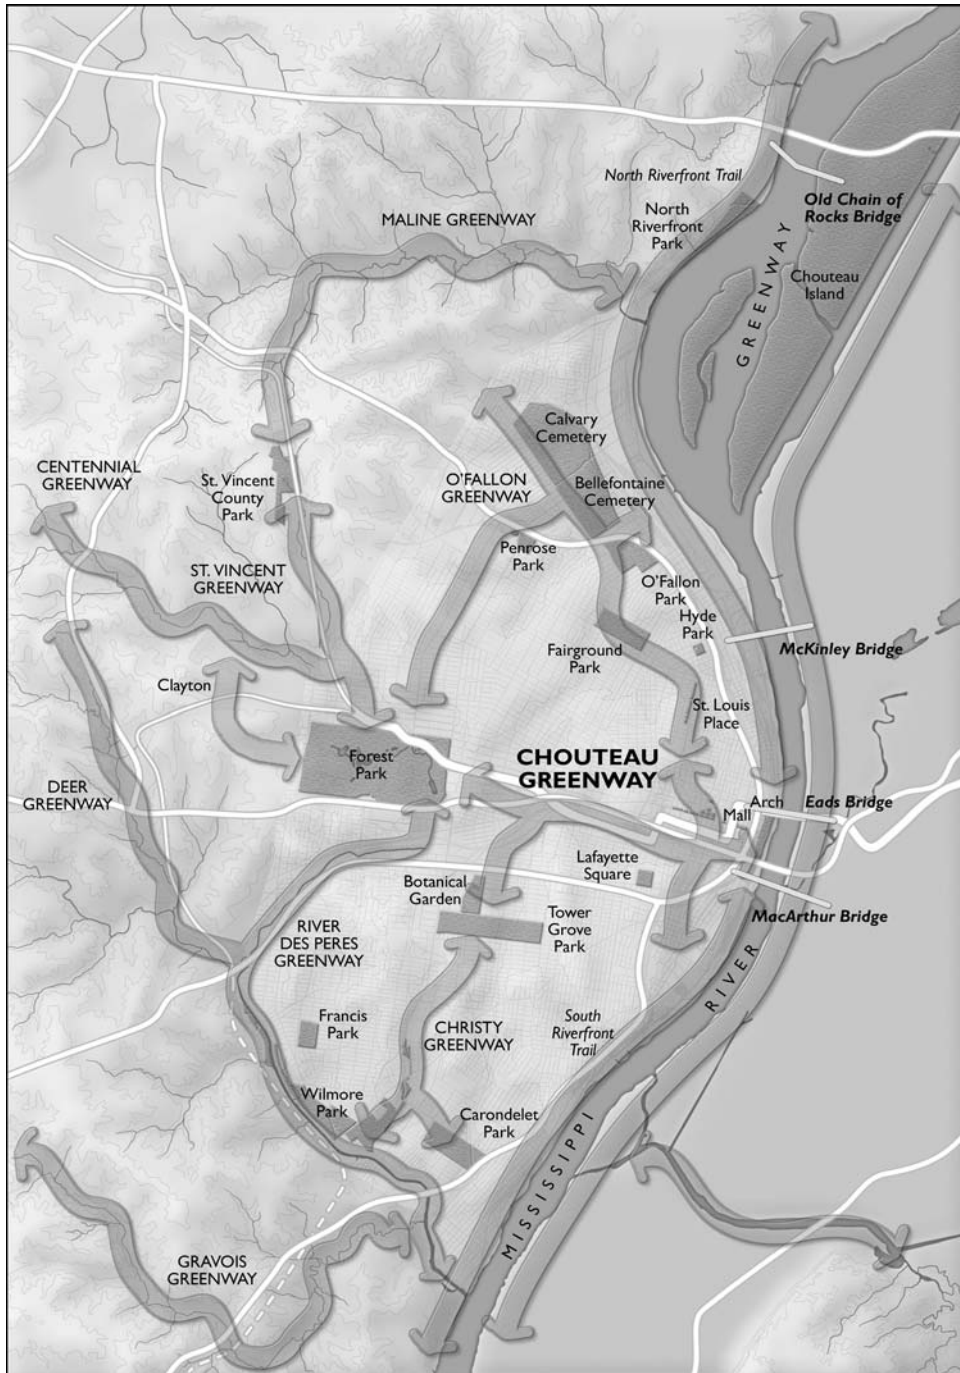 North Riverfront Trail
MALINE GREENWAY
North
Riverfront
Park
Old Chain of
Rocks Bridge
GREENWAY
Chouteau
Island
CENTENNIAL
GREENWAY
St. Vincent
County
Park
O'FALLON
GREENWAY
Calvary
Cemetery
Bellefontaine
Cemetery
Penrose
Park
ST. VINCENT
GREENWAY
O'Fallon
Park
Hyde
Park
Fairground
Park
McKinley Bridge
Clayton
St. Louis
Place
CHOUTEAU
GREENWAY
Forest
Park
DEER
GREENWAY
Arch
Mall
Eads Bridge
Lafayette
Square
Botanical
Garden
Tower
Grove
Park
MacArthur Bridge
RIVER
DES PERES
GREENWAY
RIVER
Francis
Park
CHRISTY
GREENWAY
South
Riverfront
Trail
Wilmore
Park
Carondelet
Park
MISSISSIPPI
GRAVOIS
GREENWAY